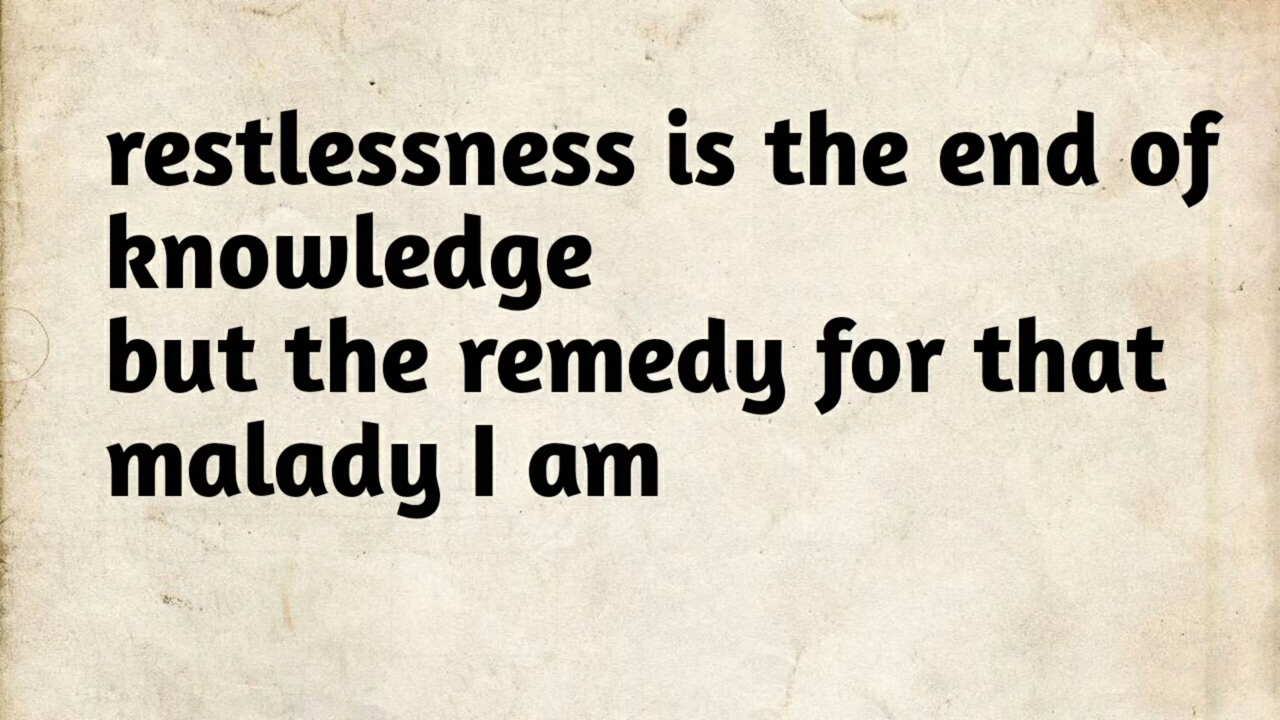 restlessness is the end of
knowledge
but the remedy for that
malady I am